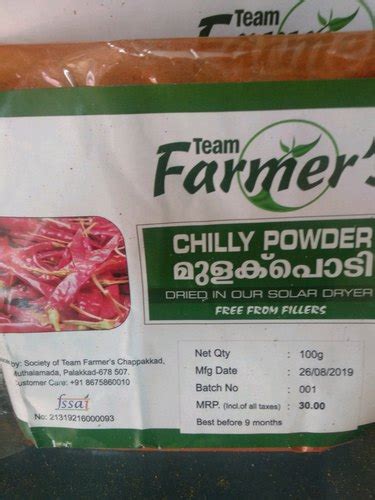 Team
Farmer's
Team
Farmer's
CHILLY POWDER
മുളക്പൊടി
DRIED IN OUR SOLAR DRYER
FREE FROM FILLERS
Net Qty : 100g
Mfg Date : 26/08/2019
Batch No : 001
MRP. (Incl.of all taxes) : 30.00
Best before 9 months
by: Society of Team Farmer's Chappakkad,
Muthalamada, Palakkad-678 507.
Customer Care: +91 8675860010
fssai
No: 21319216000093